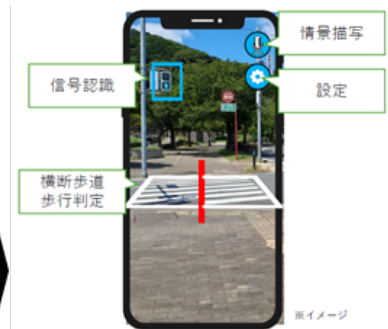 情景描写
信号認識
設定
横断歩道
歩行判定
※イメージ